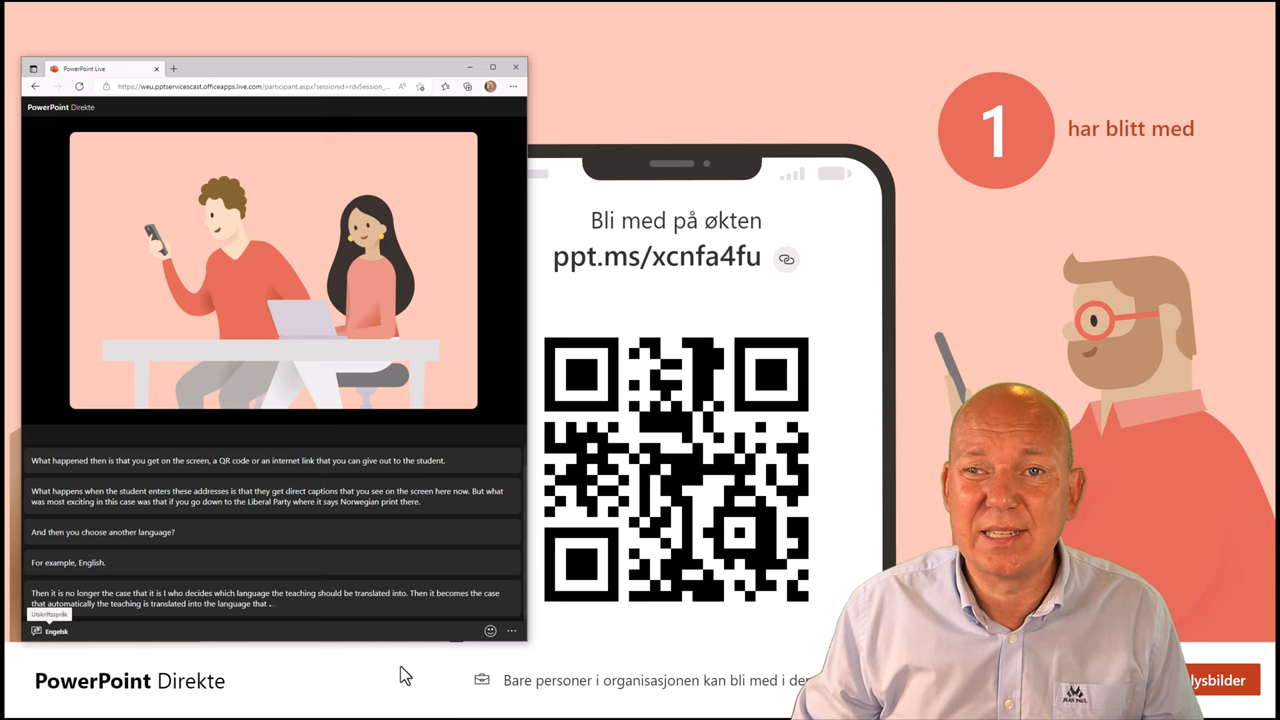 PowerPoint Live
https://weu.pptservicescast.officeapps.live.com/participant.aspx?sessionid=rdvSession_...
PowerPoint Direkte
What happened then is that you get on the screen, a QR code or an internet link that you can give out to the student.
What happens when the student enters these addresses is that they get direct captions that you see on the screen here now. But what
was most exciting in this case was that if you go down to the Liberal Party where it says Norwegian print there.
And then you choose another language?
For example, English.
Then it is no longer the case that it is I who decides which language the teaching should be translated into. Then it becomes the case
that automatically the teaching is translated into the language that ...
Utskriftsspråk
Engelsk
1
har blitt med
Bli med på økten
ppt.ms/xcnfa4fu
PowerPoint Direkte
Bare personer i organisasjonen kan bli med i de
lysbilder
JEAN PAUL